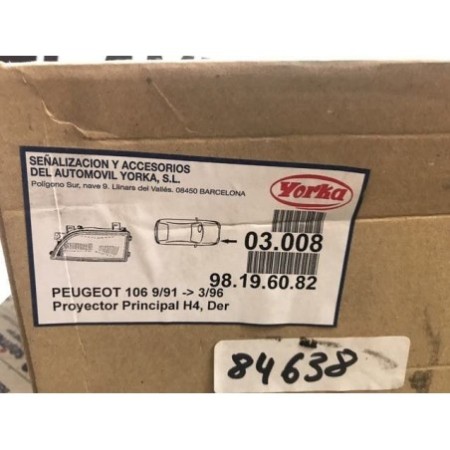 SEÑALIZACION Y ACCESORIOS
DEL AUTOMOVIL YORKA, S.L.
Polígono Sur, nave 9. Llinars del Vallés. 08450 BARCELONA
Yorka
03.008
98.19.60.82
PEUGEOT 106 9/91 -> 3/96
Proyector Principal H4, Der
84638